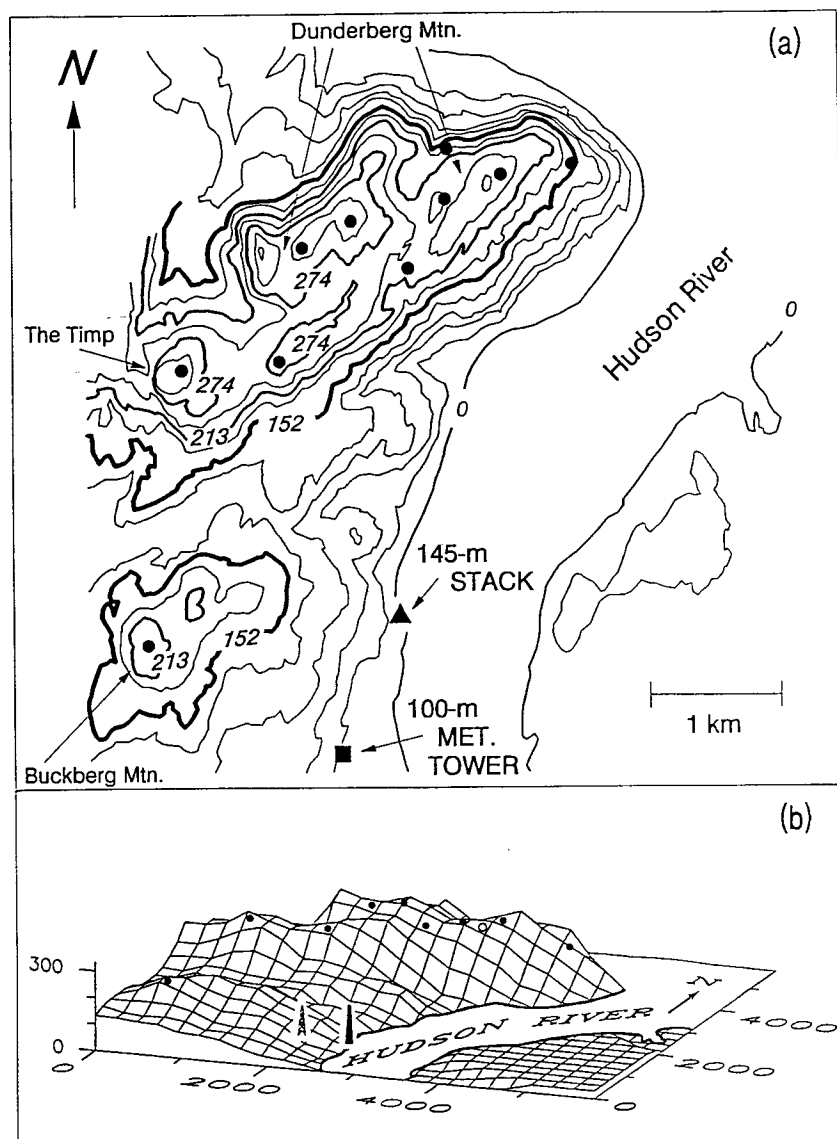 Dunderberg Mtn.
(a)
N
274
Hudson River
0
The Timp
274
274
213
152
0
145-m
STACK
152
213
100-m
MET.
TOWER
1 km
Buckberg Mtn.
(b)
300
0
N
HUDSON RIVER
0
2000
4000
0
2000
4000